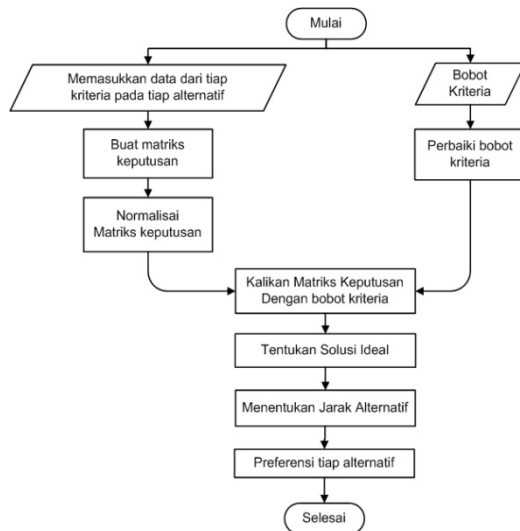 Mulai
Memasukkan data dari tiap
kriteria pada tiap alternatif
Bobot
Kriteria
Buat matriks
keputusan
Perbaiki bobot
kriteria
Normalisai
Matriks keputusan
Kalikan Matriks Keputusan
Dengan bobot kriteria
Tentukan Solusi Ideal
Menentukan Jarak Alternatif
Preferensi tiap alternatif
Selesai